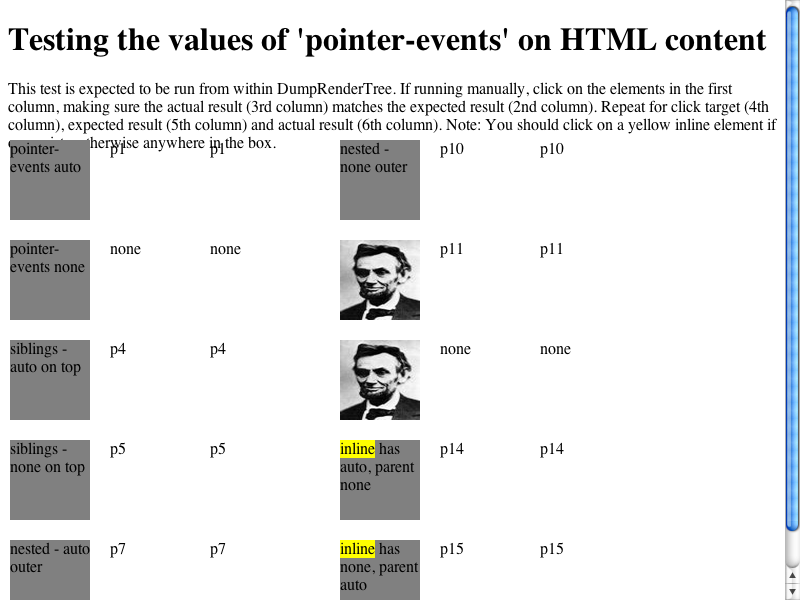 Testing the values of 'pointer-events' on HTML content
This test is expected to be run from within DumpRenderTree. If running manually, click on the elements in the first
column, making sure the actual result (3rd column) matches the expected result (2nd column). Repeat for click target (4th
column), expected result (5th column) and actual result (6th column). Note: You should click on a yellow inline element if
anywhere in the box.
pointer- p1 p1 nested - p10 p10
events auto none outer
pointer- none none p11 p11
events none
siblings - p4 p4 none none
auto on top
siblings - p5 p5 inline has p14 p14
none on top auto, parent
none
nested - auto p7 p7 inline has p15 p15
outer none, parent
auto